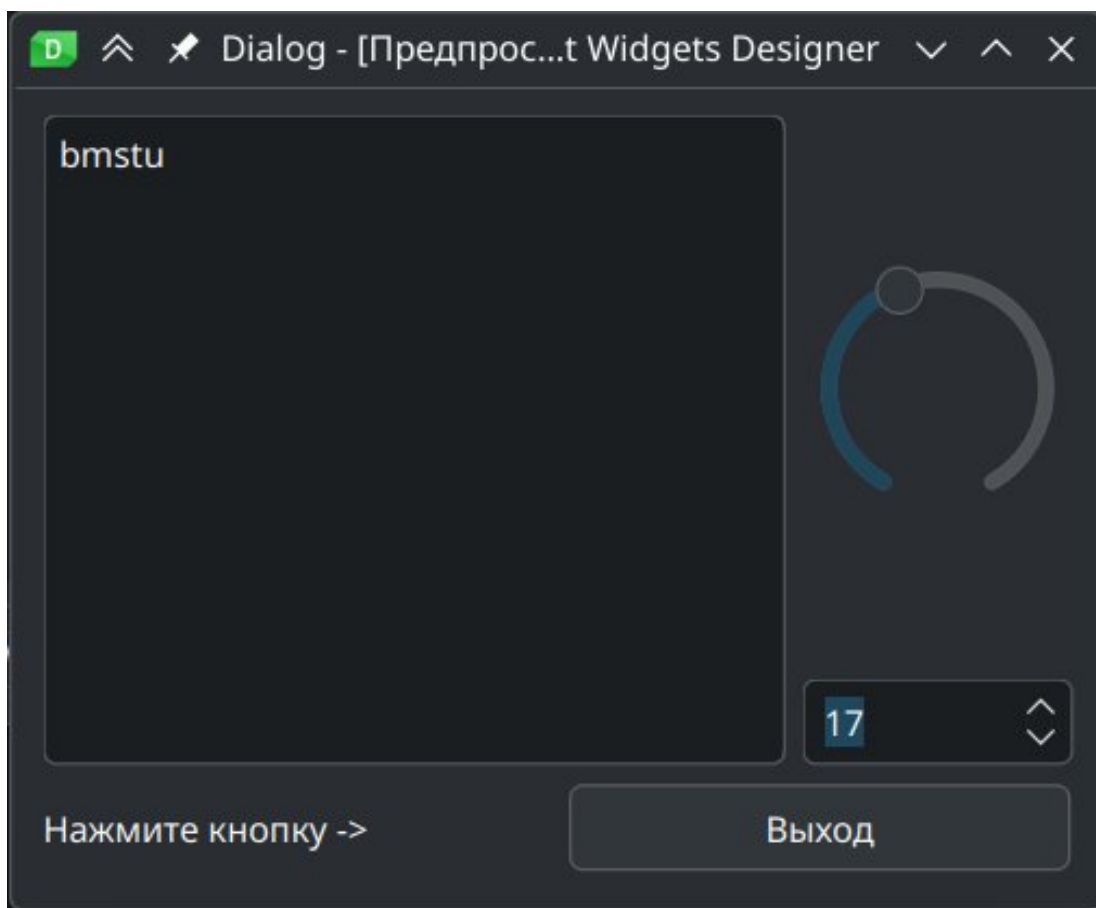 D Dialog - [Предпрос...t Widgets Designer
bmstu
17
Нажмите кнопку -> Выход